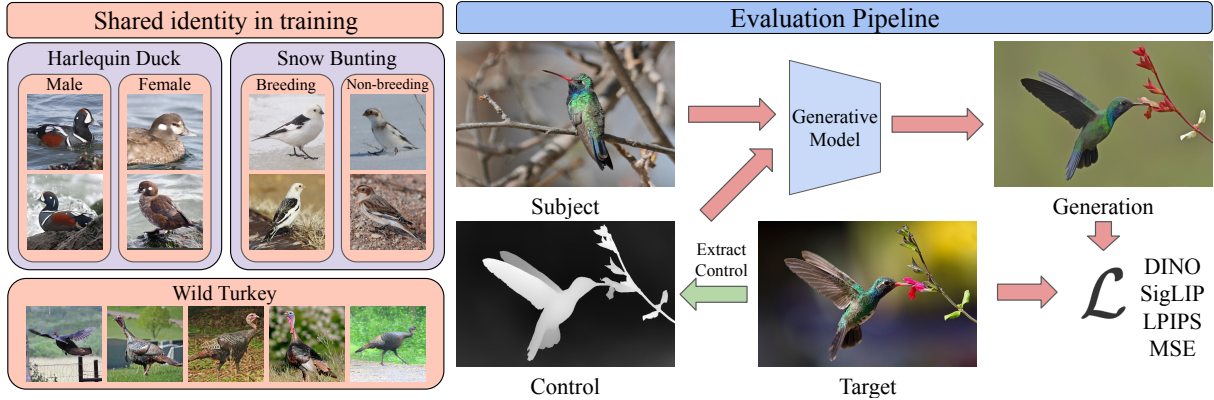 Shared identity in training
Harlequin Duck
Male
Female
Snow Bunting
Breeding
Non-breeding
Wild Turkey
Evaluation Pipeline
Subject
Generative
Model
Generation
Control
Extract
Control
Target
ℒ
DINO
SigLIP
LPIPS
MSE